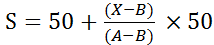 S = 50 + (X−B)/(A−B) × 50